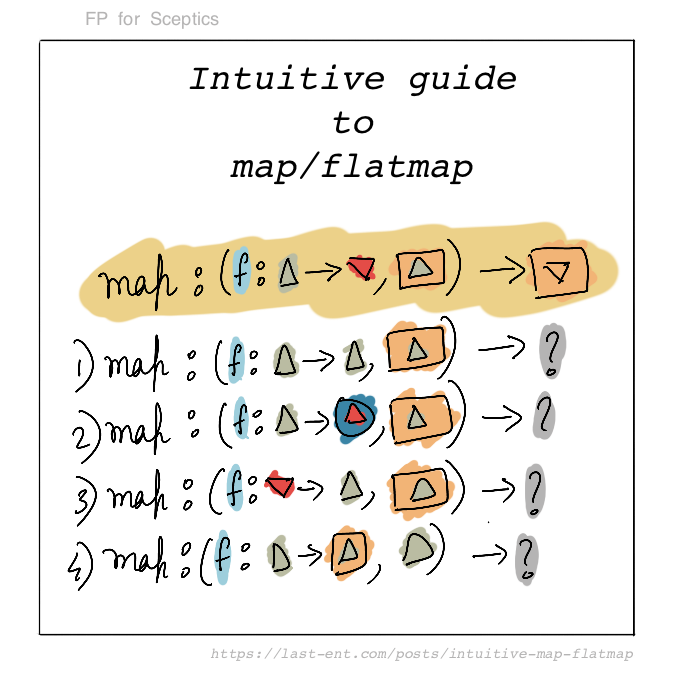 FP for Sceptics
Intuitive guide
to
map/flatmap
map : (f: △ → ▽, △) → ▽
1) map : (f: △ → △, △) → ?
2) map : (f: △ → △, △) → ?
3) map : (f: ▽ → △, △) → ?
4) map : (f: △ → △, △) → ?
https://last-ent.com/posts/intuitive-map-flatmap